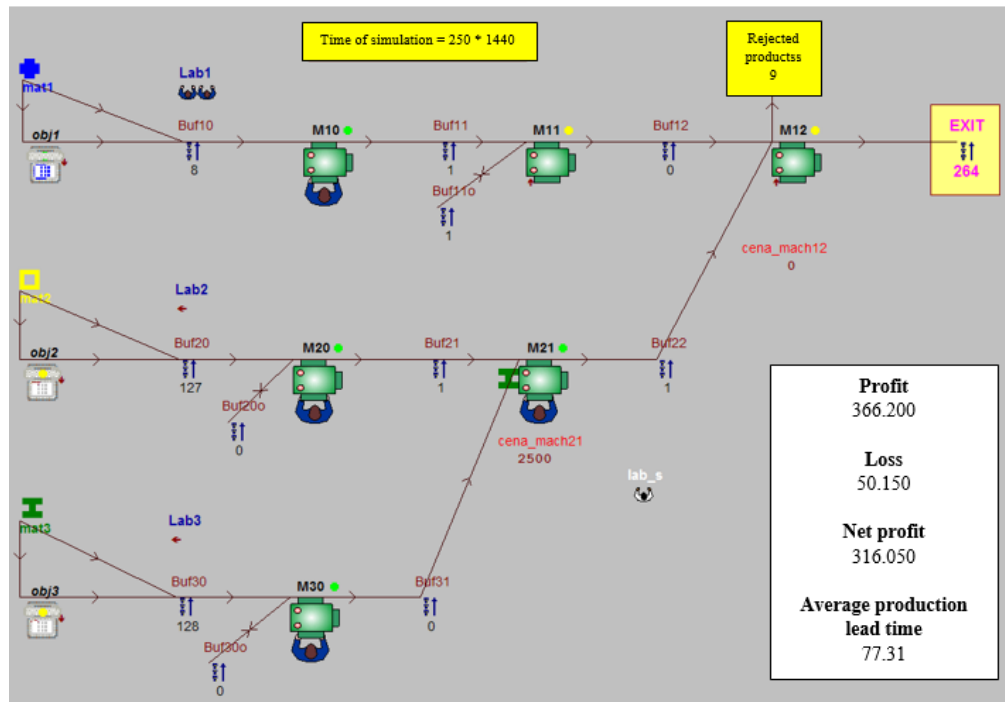 Time of simulation = 250 * 1440
Rejected
productss
9
mat1
Lab1
obj1
Buf10
8
M10
Buf11
1
M11
Buf11o
1
Buf12
0
M12
EXIT
264
cena_mach12
0
mat2
Lab2
obj2
Buf20
127
M20
Buf20o
0
Buf21
1
M21
cena_mach21
2500
Buf22
1
lab_s
mat3
Lab3
obj3
Buf30
128
M30
Buf30o
0
Buf31
0
Profit
366.200
Loss
50.150
Net profit
316.050
Average production
lead time
77.31